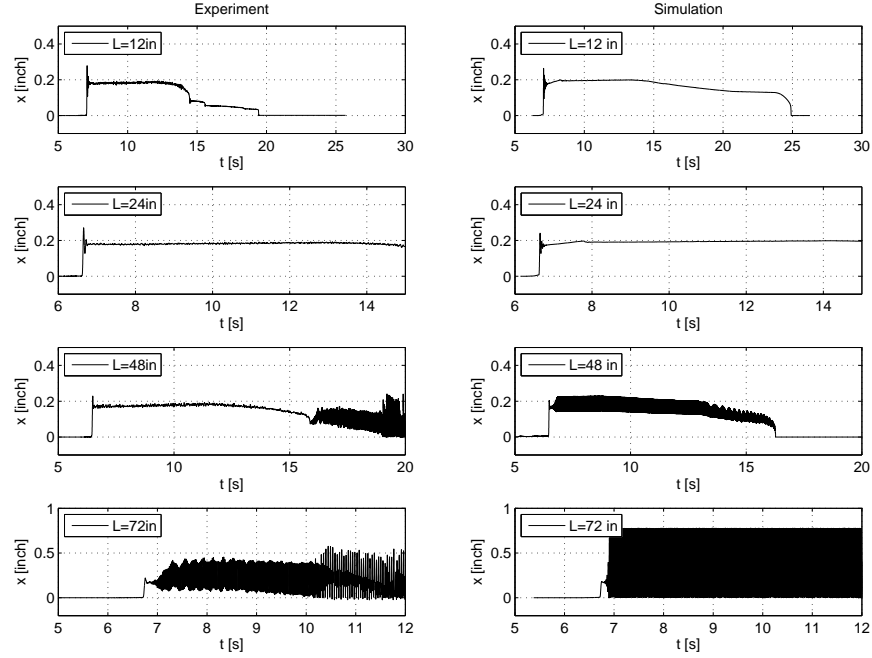 Experiment
Simulation
0.4
0.2
0
x [inch]
L=12in
5 10 15 20 25 30
t [s]
0.4
0.2
0
x [inch]
L=12 in
5 10 15 20 25 30
t [s]
0.4
0.2
0
x [inch]
L=24in
6 8 10 12 14
t [s]
0.4
0.2
0
x [inch]
L=24 in
6 8 10 12 14
t [s]
0.4
0.2
0
x [inch]
L=48in
5 10 15 20
t [s]
0.4
0.2
0
x [inch]
L=48 in
5 10 15 20
t [s]
1
0.5
0
x [inch]
L=72in
5 6 7 8 9 10 11 12
t [s]
1
0.5
0
x [inch]
L=72 in
5 6 7 8 9 10 11 12
t [s]